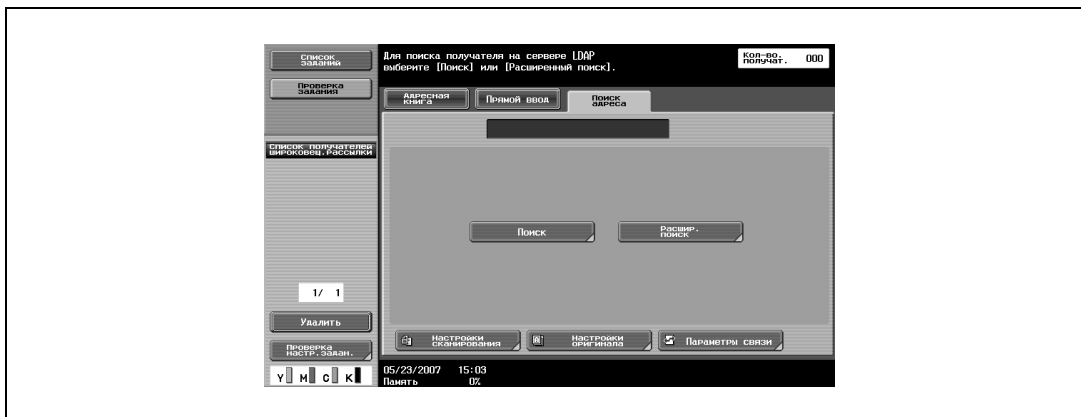 Список
заданий
Для поиска получателя на сервере LDAP
выберите [Поиск] или [Расширенный поиск].
Кол-во.
получат. 000
Проверка
задания
Адресная
книга
Прямой ввод
Поиск
адреса
Список получателей
широковещ.рассылки
Поиск
Расшир.
поиск
1/ 1
Удалить
Проверка
настр.задан.
Настройки
сканирования
Настройки
оригинала
Параметры связи
Y M C K
05/23/2007 15:03
Память 0%